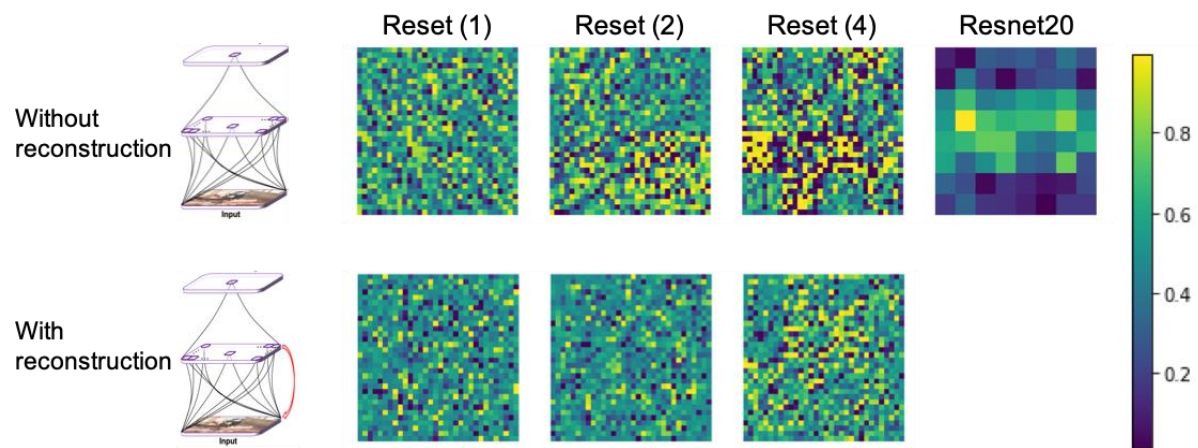 Reset (1) Reset (2) Reset (4) Resnet20
Without
reconstruction
Input
0.8
0.6
0.4
0.2
With
reconstruction
Input